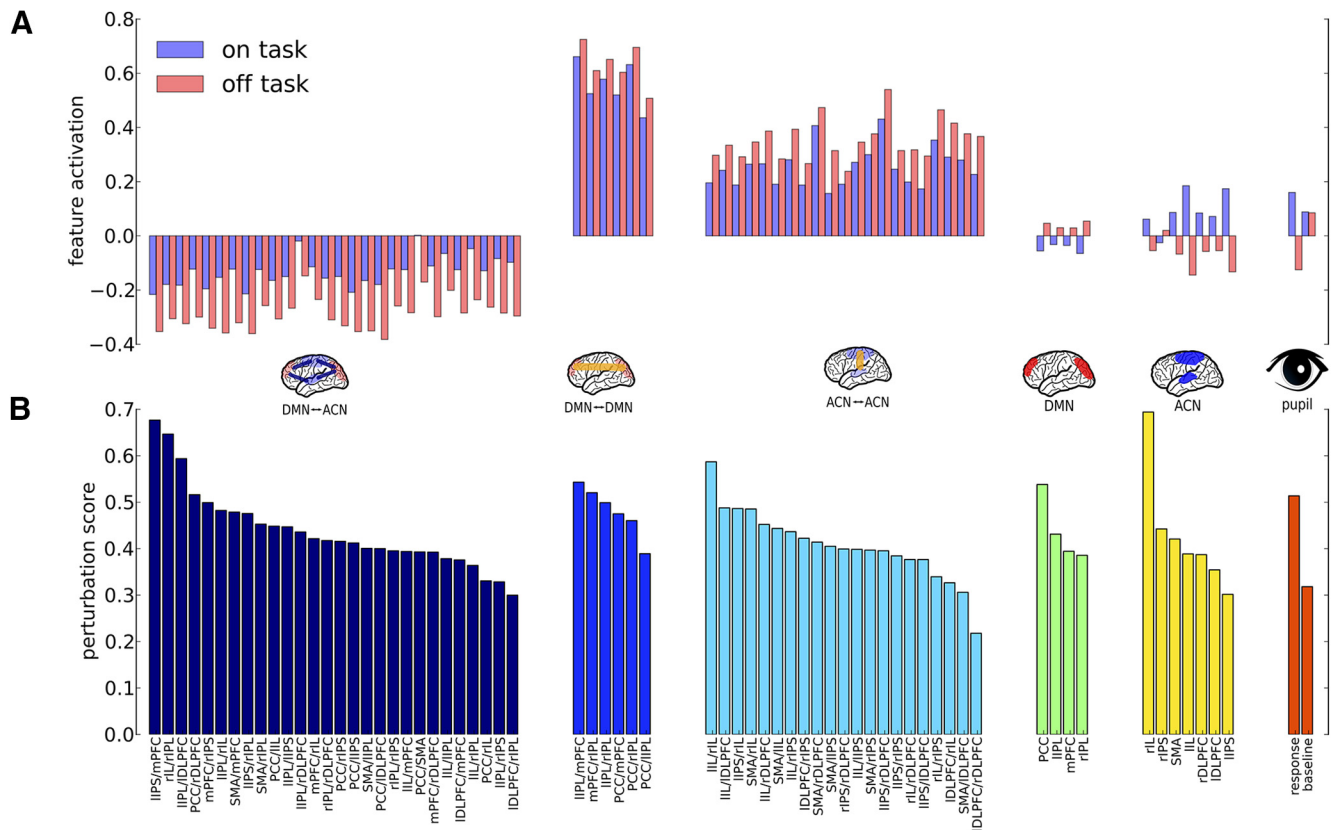 A
0.8
0.6
0.4
0.2
0.0
−0.2
−0.4
feature activation
on task
off task
DMN↔ACN
DMN↔DMN
ACN↔ACN
DMN
ACN
pupil
B
0.7
0.6
0.5
0.4
0.3
0.2
0.1
0.0
perturbation score
lIPS/mPFC
rIL/rIPL
lIPL/lDLPFC
PCC/rDLPFC
mPFC/rIPS
lIPL/rIL
SMA/mPFC
lIPS/rIPL
SMA/rIPL
PCC/lIL
lIPL/lIPS
lIPL/rDLPFC
mPFC/rIL
rIPL/rDLPFC
PCC/rIPS
PCC/lIPS
SMA/lIPL
PCC/lDLPFC
rIPL/rIPS
lIL/mPFC
PCC/SMA
mPFC/rDLPFC
lIL/lIPL
lDLPFC/mPFC
lIL/rIPL
PCC/rIL
lIPL/rIPS
lDLPFC/rIPL
lIPL/mPFC
mPFC/rIPL
lIPL/rIPL
PCC/mPFC
PCC/rIPL
PCC/lIPL
lIL/rIL
lIL/lDLPFC
lIPS/rIL
SMA/rIL
lIL/rDLPFC
SMA/lIL
lIL/rIPS
lDLPFC/rIPS
SMA/rDLPFC
SMA/lIPS
rIPS/rDLPFC
lIL/lIPS
SMA/rIPS
lIPS/rDLPFC
lIPS/rIPS
rIL/rDLPFC
lIPS/lDLPFC
rIL/rIPS
lDLPFC/rIL
SMA/lDLPFC
lDLPFC/rDLPFC
PCC
lIPL
mPFC
rIPL
rIL
rIPS
SMA
lIL
rDLPFC
lDLPFC
lIPS
response
baseline